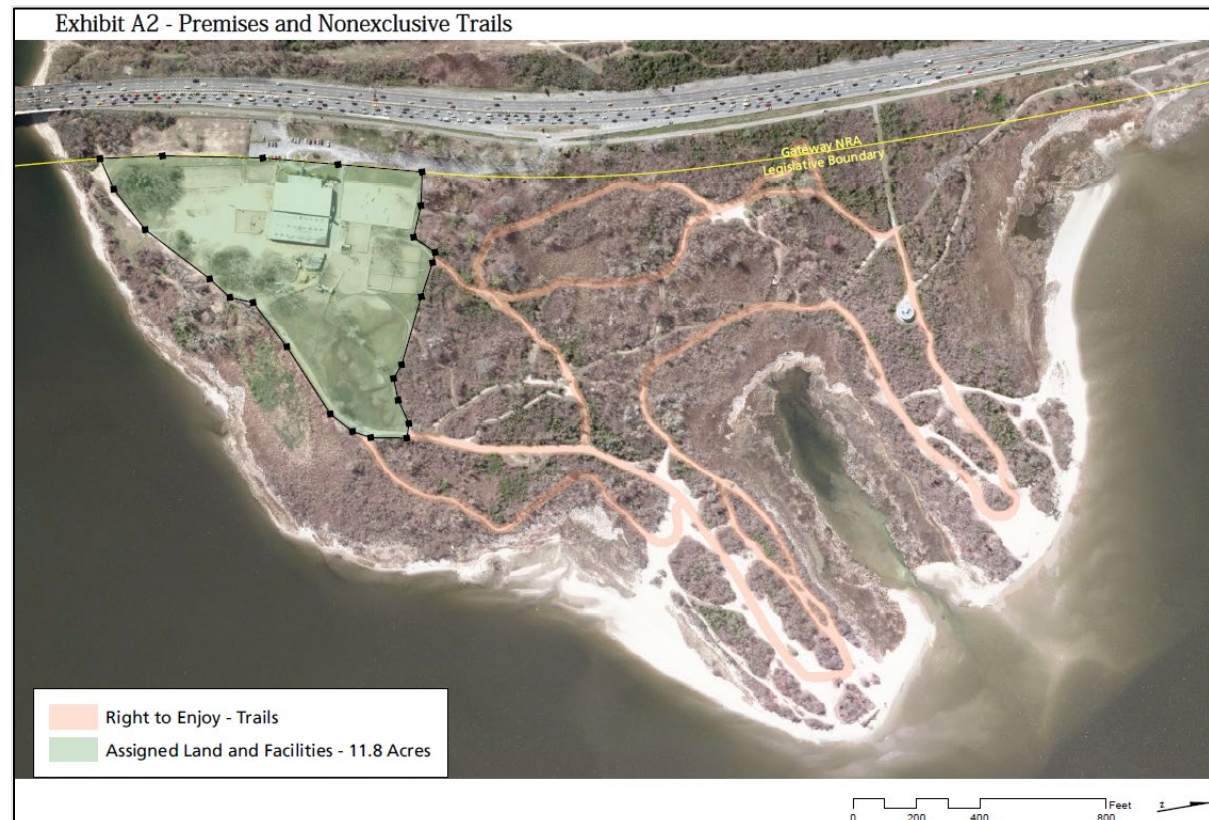 Exhibit A2 - Premises and Nonexclusive Trails
Gateway NRA
Legislative Boundary
Right to Enjoy - Trails
Assigned Land and Facilities - 11.8 Acres
Feet
0 200 400 800
z